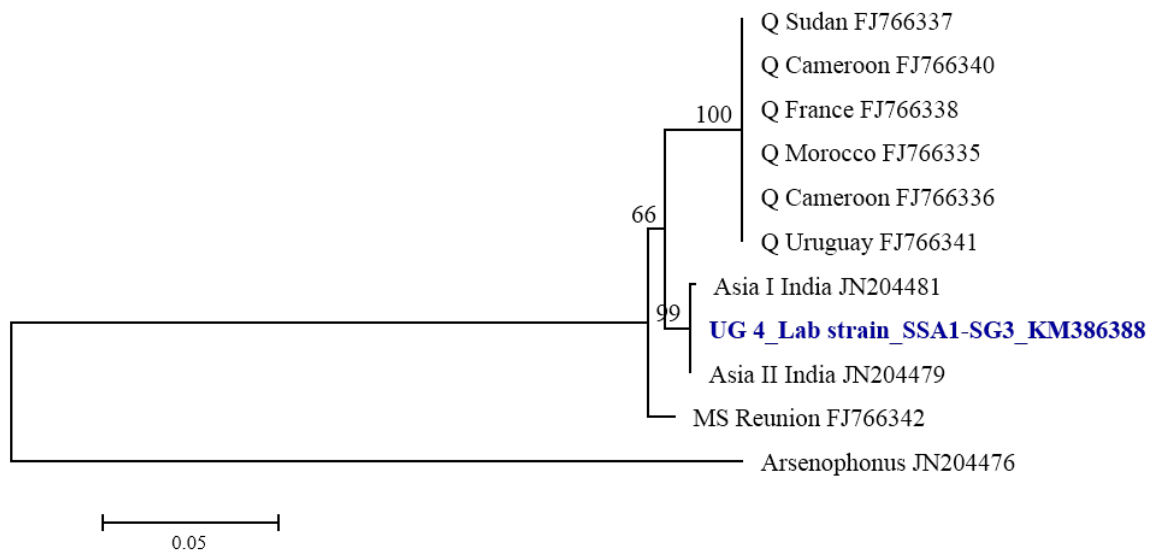 Q Sudan FJ766337
Q Cameroon FJ766340
100
Q France FJ766338
Q Morocco FJ766335
Q Cameroon FJ766336
66
Q Uruguay FJ766341
Asia I India JN204481
99
UG 4_Lab strain_SSA1-SG3_KM386388
Asia II India JN204479
MS Reunion FJ766342
Arsenophonus JN204476
0.05